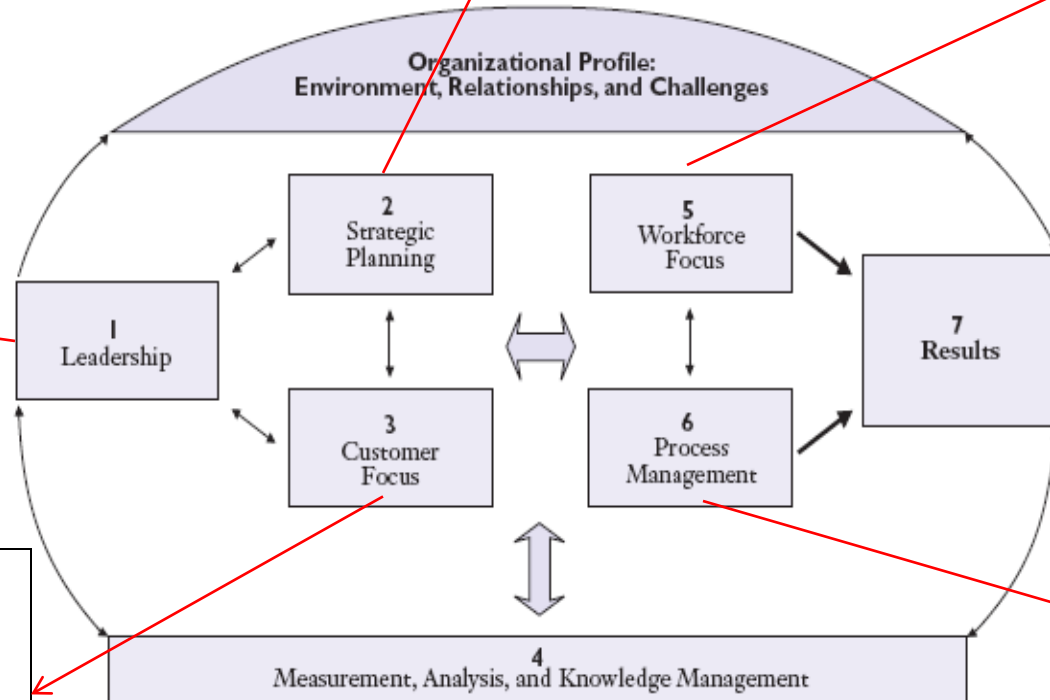 Organizational Profile:
Environment, Relationships, and Challenges
2
Strategic
Planning
5
Workforce
Focus
1
Leadership
7
Results
3
Customer
Focus
6
Process
Management
4
Measurement, Analysis, and Knowledge Management